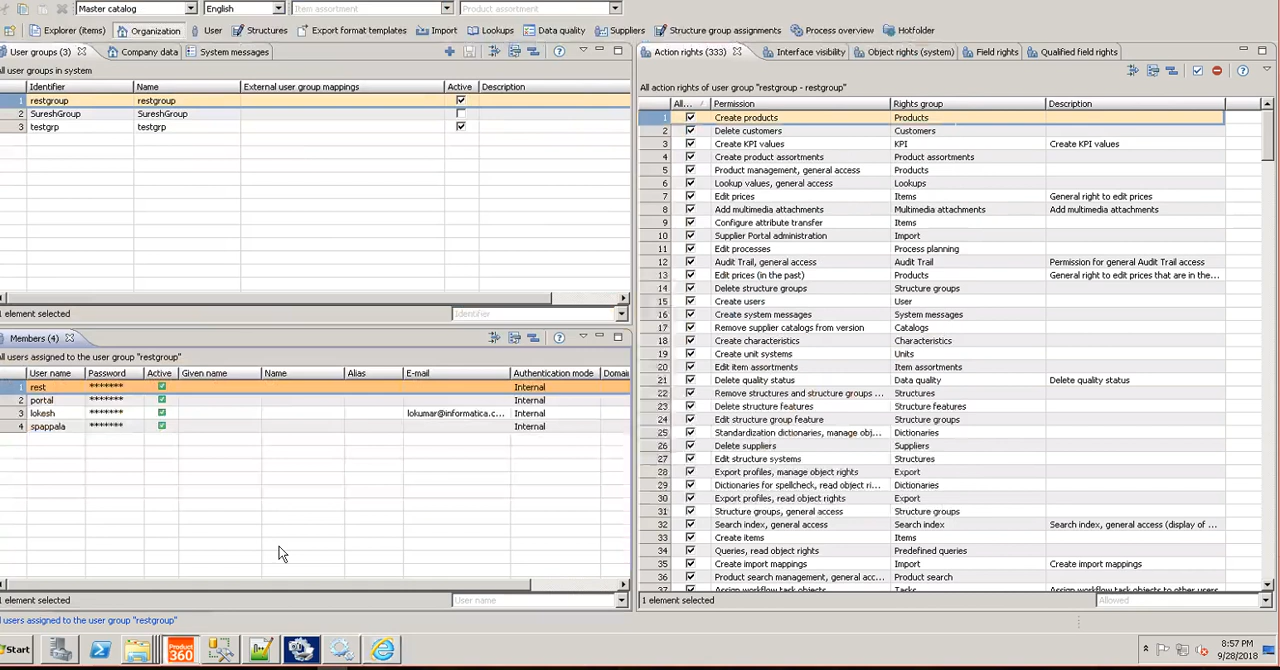 Master catalog English Item assortment Product assortment
Explorer (items) Organization User Structures Export format templates Import Lookups Data quality Suppliers Structure group assignments Process overview Hotfolder
User groups (3) Company data System messages
All user groups in system
Identifier Name External user group mappings Active Description
1 restgroup restgroup
2 SureshGroup SureshGroup
3 testgrp testgrp
1 element selected Identifier
Members (4)
All users assigned to the user group "restgroup"
User name Password Active Given name Name Alias E-mail Authentication mode Domai
1 rest ******* Internal
2 portal ******* Internal
3 lokash ******* lokumar@informatica.c... Internal
4 spappala ******* Internal
1 element selected User name
All users assigned to the user group "restgroup"
Action rights (333) Interface visibility Object rights (system) Field rights Qualified field rights
All action rights of user group "restgroup - restgroup"
All... Permission Rights group Description
1 Create products Products
2 Delete customers Customers
3 Create KPI values KPI Create KPI values
4 Create product assortments Product assortments
5 Product management, general access Products
6 Lookup values, general access Lookups
7 Edit prices Items General right to edit prices
8 Add multimedia attachments Multimedia attachments Add multimedia attachments
9 Configure attribute transfer Items
10 Supplier Portal administration Import
11 Edit processes Process planning
12 Audit Trail, general access Audit Trail Permission for general Audit Trail access
13 Edit prices (in the past) Products General right to edit prices that are in the...
14 Delete structure groups Structure groups
15 Create users User
16 Create system messages System messages
17 Remove supplier catalogs from version Catalogs
18 Create characteristics Characteristics
19 Create unit systems Units
20 Edit item assortments Item assortments
21 Delete quality status Data quality Delete quality status
22 Remove structures and structure groups ... Structures
23 Delete structure features Structure features
24 Edit structure group feature Structure groups
25 Standardization dictionaries, manage obj... Dictionaries
26 Delete suppliers Suppliers
27 Edit structure systems Structures
28 Export profiles, manage object rights Export
29 Dictionaries for spellcheck, read object ri... Dictionaries
30 Export profiles, read object rights Export
31 Structure groups, general access Structure groups
32 Search index, general access Search index Search index, general access (display of ...
33 Create items Items
34 Queries, read object rights Predefined queries
35 Create import mappings Import Create import mappings
36 Product search management, general acc... Product search
37 Assign workflow task objects Tasks Assign workflow task objects to other users
1 element selected Allowed
Start Product 360 8:57 PM
9/28/2018